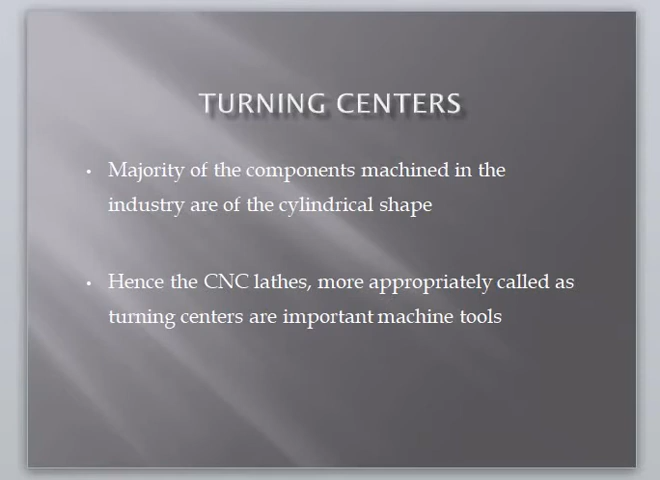 TURNING CENTERS
• Majority of the components machined in the
industry are of the cylindrical shape
• Hence the CNC lathes, more appropriately called as
turning centers are important machine tools